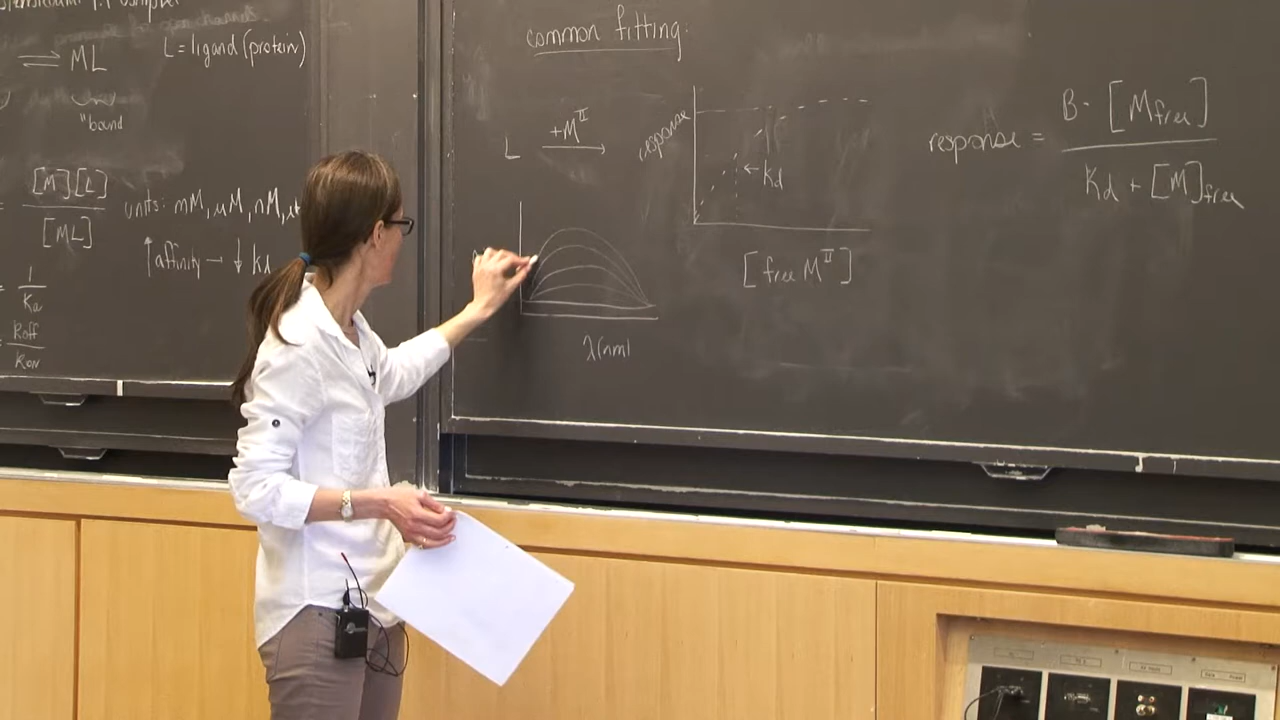 ⇌ ML
L = ligand (protein)
"bound
[M][L]
[ML]
units: mM, μM, nM,
↑affinity → ↓ Kd
= 1
Ka
= Koff
Kon
common fitting:
L +Mᴵᴵ →
response
← Kd
[free Mᴵᴵ]
λ(nm)
response = B · [Mfree]
Kd + [M]free